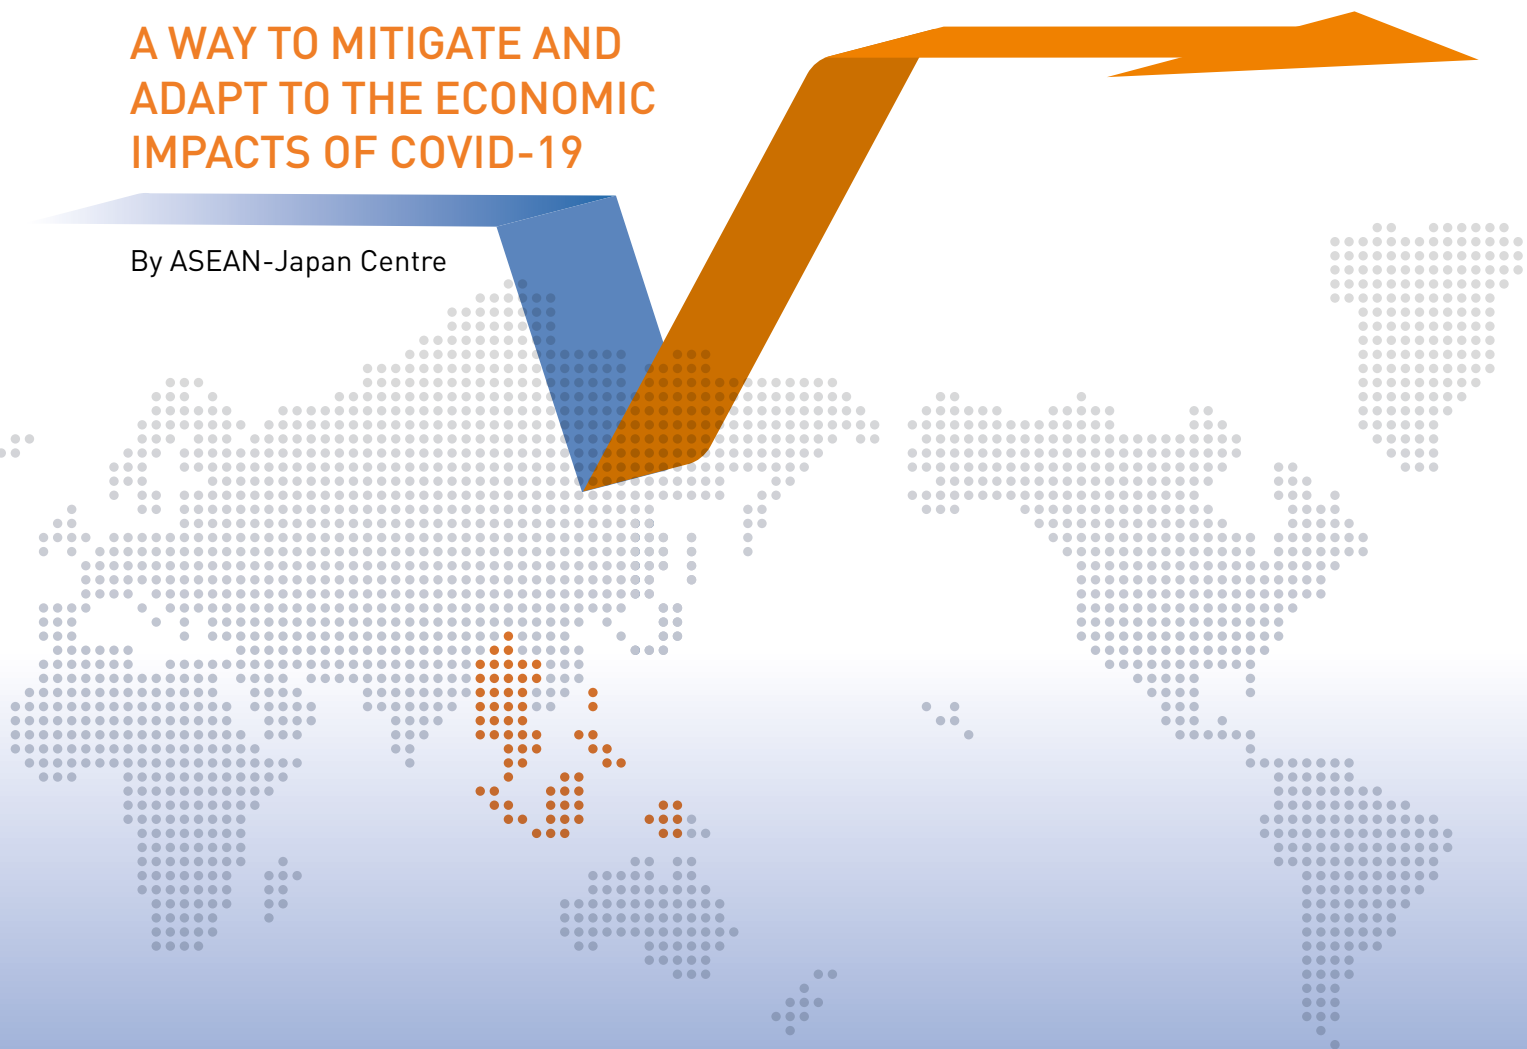 A WAY TO MITIGATE AND
ADAPT TO THE ECONOMIC
IMPACTS OF COVID-19
By ASEAN-Japan Centre